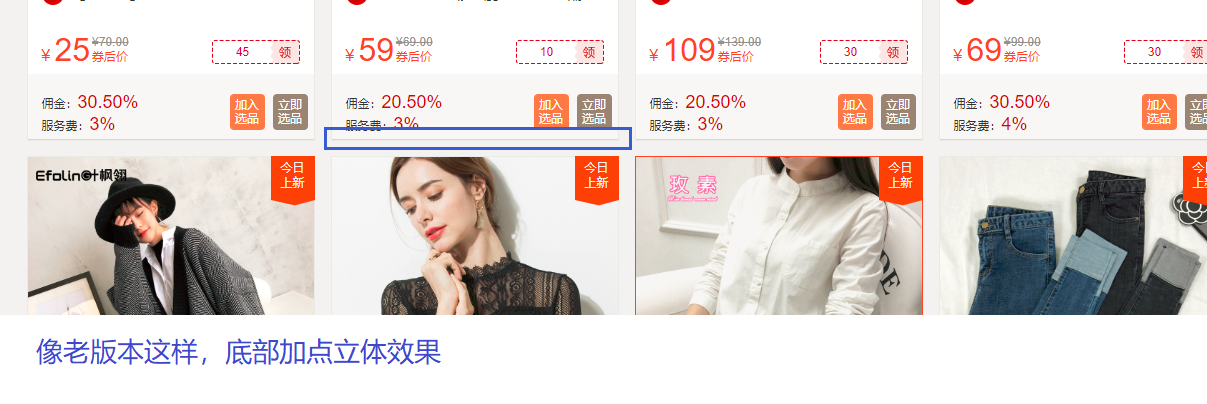 ¥ 25 ¥70.00 券后价 45 领
¥ 59 ¥69.00 券后价 10 领
¥ 109 ¥139.00 券后价 30 领
¥ 69 ¥99.00 券后价 30 领
佣金：30.50%
服务费：3%
加入
选品
立即
选品
佣金：20.50%
服务费：3%
加入
选品
立即
选品
佣金：20.50%
服务费：3%
加入
选品
立即
选品
佣金：30.50%
服务费：4%
加入
选品
立即
选品
Efolin叶枫翎
今日
上新
今日
上新
玫素
今日
上新
今日
上新
像老版本这样，底部加点立体效果